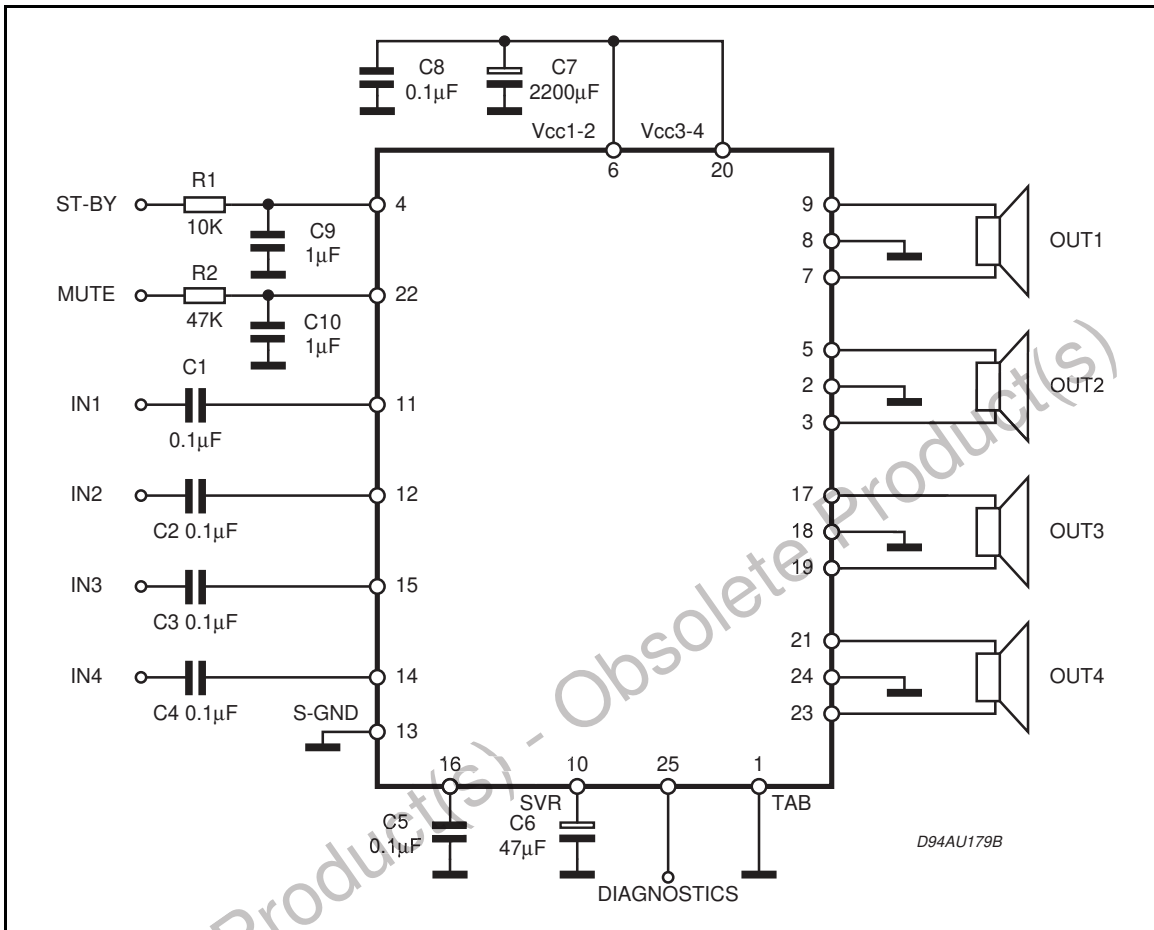 C8
0.1μF
C7
2200μF
Vcc1-2
Vcc3-4
6
20
ST-BY
R1
10K
4
C9
1μF
MUTE
R2
47K
22
C10
1μF
IN1
C1
0.1μF
11
IN2
C2 0.1μF
12
IN3
C3 0.1μF
15
IN4
C4 0.1μF
14
S-GND
13
9
8
7
OUT1
5
2
3
OUT2
17
18
19
OUT3
21
24
23
OUT4
16
10
25
1
SVR
TAB
C5
0.1μF
C6
47μF
DIAGNOSTICS
D94AU179B
Product(s) - Obsolete Product(s)